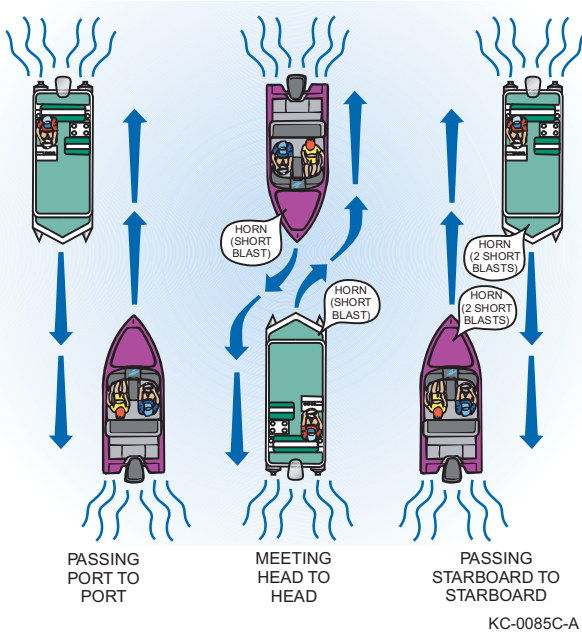 HORN
(SHORT
BLAST)
HORN
(SHORT
BLAST)
HORN
(2 SHORT
BLASTS)
HORN
(2 SHORT
BLASTS)
PASSING
PORT TO
PORT
MEETING
HEAD TO
HEAD
PASSING
STARBOARD TO
STARBOARD
KC-0085C-A